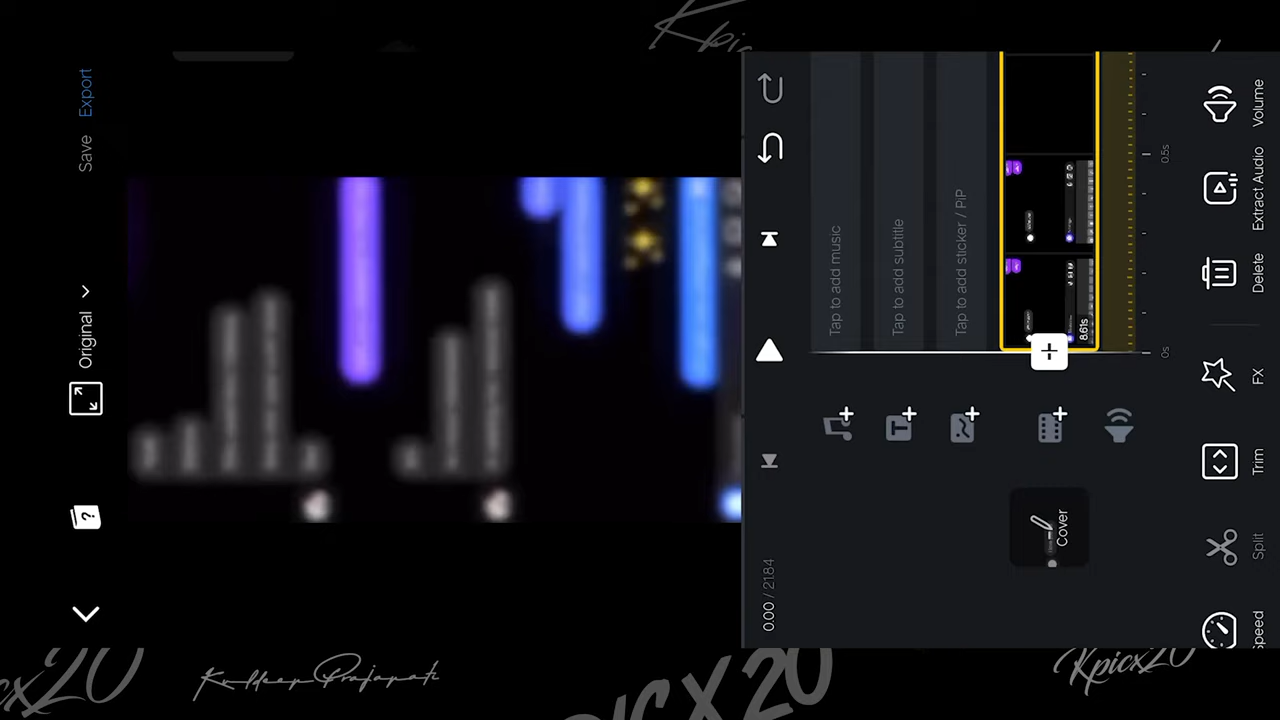 Save
Export
Original
?
0.00 / 21.84
Tap to add music
Tap to add subtitle
Tap to add sticker / PiP
8.61s
0s
0.5s
Cover
Speed
Split
Trim
FX
Delete
Extract Audio
Volume
Kuldeep Prajapati
Kpicx20